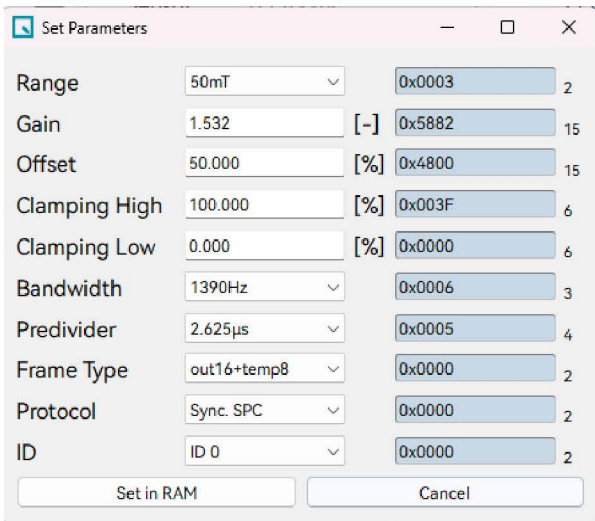 Set Parameters
Range 50mT 0x0003 2
Gain 1.532 [-] 0x5882 15
Offset 50.000 [%] 0x4800 15
Clamping High 100.000 [%] 0x003F 6
Clamping Low 0.000 [%] 0x0000 6
Bandwidth 1390Hz 0x0006 3
Predivider 2.625µs 0x0005 4
Frame Type out16+temp8 0x0000 2
Protocol Sync. SPC 0x0000 2
ID ID 0 0x0000 2
Set in RAM Cancel